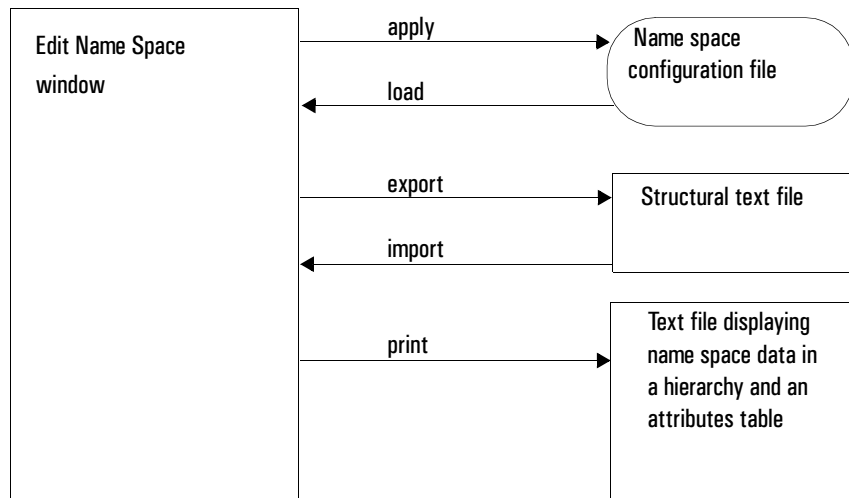 Edit Name Space
window
apply
Name space
configuration file
load
export
Structural text file
import
print
Text file displaying
name space data in
a hierarchy and an
attributes table